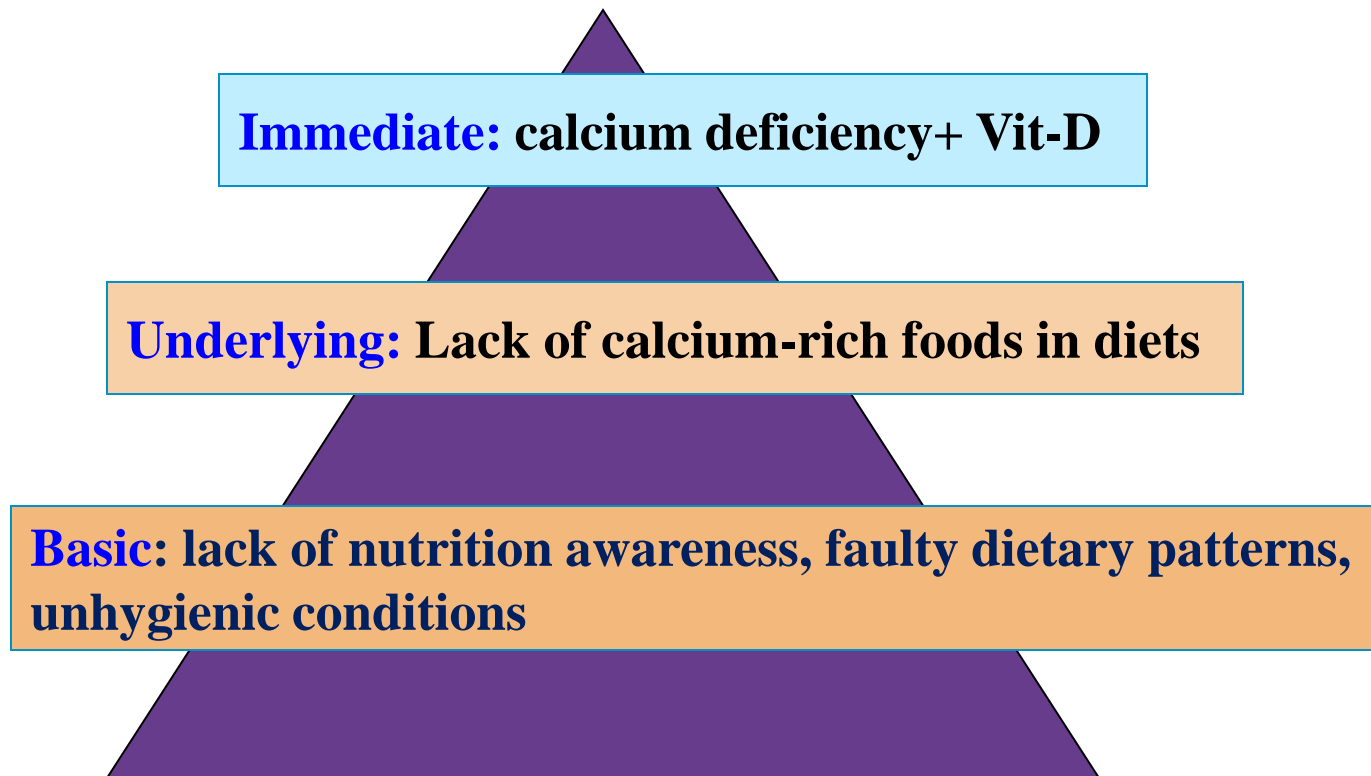 Immediate: calcium deficiency+ Vit-D
Underlying: Lack of calcium-rich foods in diets
Basic: lack of nutrition awareness, faulty dietary patterns,
unhygienic conditions